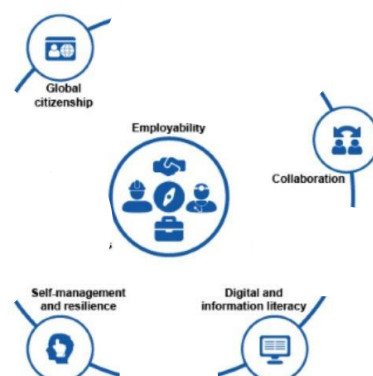 Global
citizenship
Employability
Collaboration
Self-management
and resilience
Digital and
information literacy